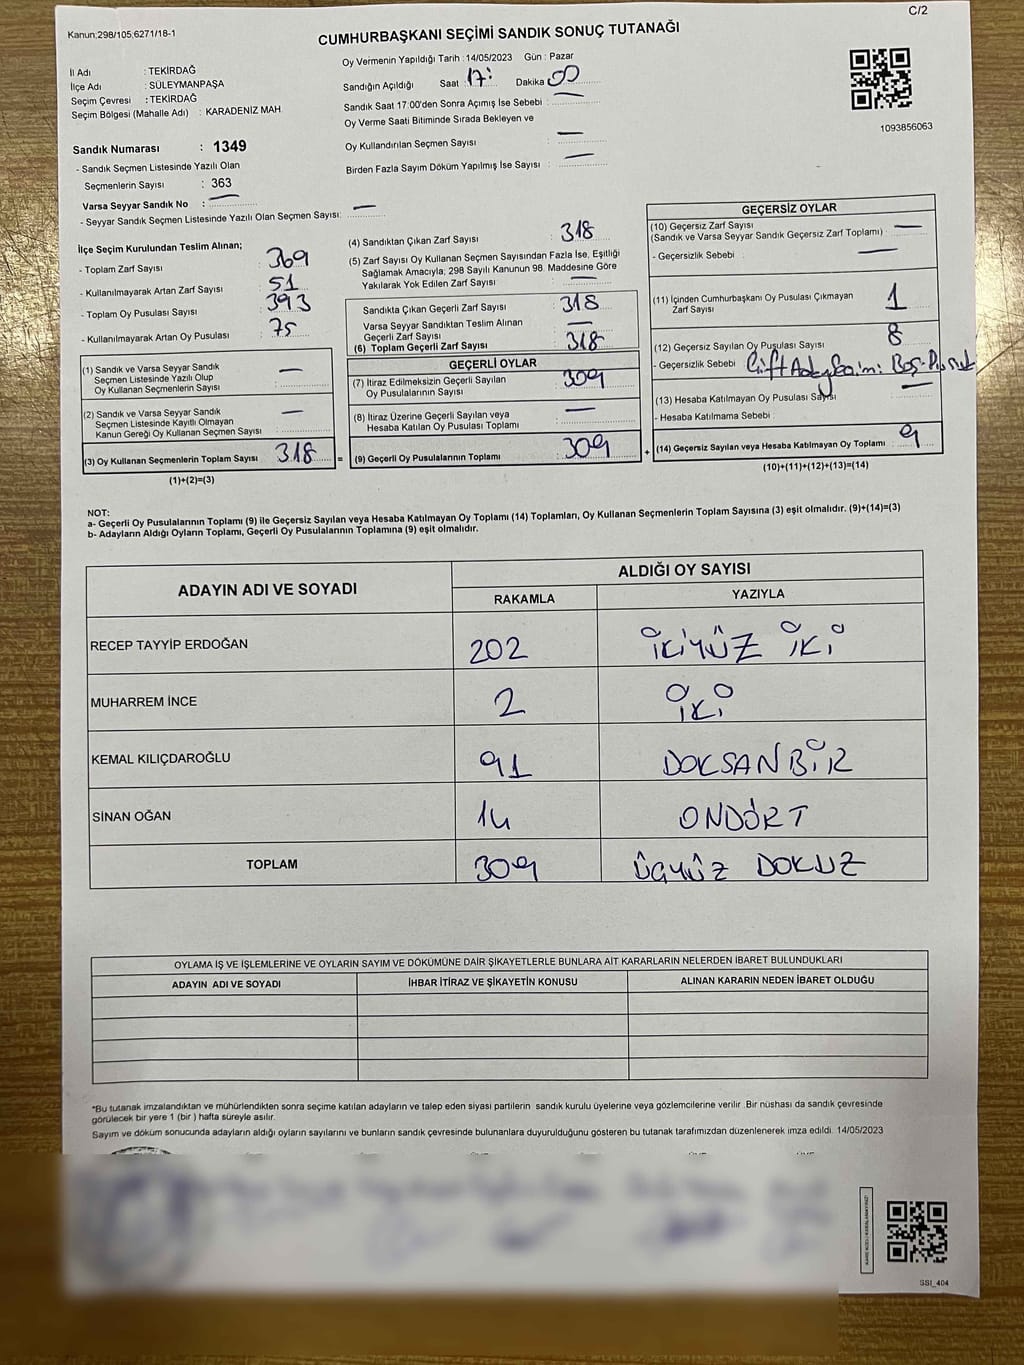 C/2
Kanun;298/105;6271/18-1
CUMHURBAŞKANI SEÇİMİ SANDIK SONUÇ TUTANAĞI
İl Adı : TEKİRDAĞ
İlçe Adı : SÜLEYMANPAŞA
Seçim Çevresi : TEKİRDAĞ
Seçim Bölgesi (Mahalle Adı) : KARADENİZ MAH.
Sandık Numarası : 1349
- Sandık Seçmen Listesinde Yazılı Olan
Seçmenlerin Sayısı : 363
Varsa Seyyar Sandık No : —
- Seyyar Sandık Seçmen Listesinde Yazılı Olan Seçmen Sayısı: —
Oy Vermenin Yapıldığı Tarih : 14/05/2023 Gün : Pazar
Sandığın Açıldığı Saat 17: Dakika 00
Sandık Saat 17:00'den Sonra Açımış İse Sebebi : —
Oy Verme Saati Bitiminde Sırada Bekleyen ve
Oy Kullandırılan Seçmen Sayısı : —
Birden Fazla Sayım Döküm Yapılmış İse Sayısı : —
1093856063
İlçe Seçim Kurulundan Teslim Alınan;
- Toplam Zarf Sayısı : 369
- Kullanılmayarak Artan Zarf Sayısı : 51
- Toplam Oy Pusulası Sayısı : 393
- Kullanılmayarak Artan Oy Pusulası : 75
(1) Sandık ve Varsa Seyyar Sandık
Seçmen Listesinde Yazılı Olup
Oy Kullanan Seçmenlerin Sayısı —
(2) Sandık ve Varsa Seyyar Sandık
Seçmen Listesinde Kayıtlı Olmayan
Kanun Gereği Oy Kullanan Seçmen Sayısı —
(3) Oy Kullanan Seçmenlerin Toplam Sayısı 318 =
(1)+(2)=(3)
(4) Sandıktan Çıkan Zarf Sayısı : 318
(5) Zarf Sayısı Oy Kullanan Seçmen Sayısından Fazla İse, Eşitliği
Sağlamak Amacıyla; 298 Sayılı Kanunun 98. Maddesine Göre
Yakılarak Yok Edilen Zarf Sayısı : —
Sandıkta Çıkan Geçerli Zarf Sayısı 318
Varsa Seyyar Sandıktan Teslim Alınan
Geçerli Zarf Sayısı : —
(6) Toplam Geçerli Zarf Sayısı 318
GEÇERLİ OYLAR
(7) İtiraz Edilmeksizin Geçerli Sayılan
Oy Pusulasının Sayısı : 309
(8) İtiraz Üzerine Geçerli Sayılan veya
Hesaba Katılan Oy Pusulası Toplamı : —
(9) Geçerli Oy Pusulalarının Toplamı 309 +
GEÇERSİZ OYLAR
(10) Geçersiz Zarf Sayısı
(Sandık ve Varsa Seyyar Sandık Geçersiz Zarf Toplamı) : —
- Geçersizlik Sebebi : —
(11) İçinden Cumhurbaşkanı Oy Pusulası Çıkmayan
Zarf Sayısı : 1
(12) Geçersiz Sayılan Oy Pusulası Sayısı : 8
- Geçersizlik Sebebi :
(13) Hesaba Katılmayan Oy Pusulası Sayısı —
- Hesaba Katılmama Sebebi :
(14) Geçersiz Sayılan veya Hesaba Katılmayan Oy Toplamı : 9
(10)+(11)+(12)+(13)=(14)
NOT:
a- Geçerli Oy Pusulalarının Toplamı (9) ile Geçersiz Sayılan veya Hesaba Katılmayan Oy Toplamı (14) Toplamları, Oy Kullanan Seçmenlerin Toplam Sayısına (3) eşit olmalıdır. (9)+(14)=(3)
b- Adayların Aldığı Oyların Toplamı, Geçerli Oy Pusulalarının Toplamına (9) eşit olmalıdır.
ADAYIN ADI VE SOYADI ALDIĞI OY SAYISI
RAKAMLA YAZIYLA
RECEP TAYYİP ERDOĞAN 202 İKİYÜZ İKİ
MUHARREM İNCE 2 İKİ
KEMAL KILIÇDAROĞLU 91 DOKSANBİR
SİNAN OĞAN 14 ONDÖRT
TOPLAM 309 ÜÇYÜZ DOKUZ
OYLAMA İŞ VE İŞLEMLERİNE VE OYLARIN SAYIM VE DÖKÜMÜNE DAİR ŞİKAYETLERLE BUNLARA AİT KARARLARIN NELERDEN İBARET BULUNDUKLARI
ADAYIN ADI VE SOYADI İHBAR İTİRAZ VE ŞİKAYETİN KONUSU ALINAN KARARIN NEDEN İBARET OLDUĞU
*Bu tutanak imzalandıktan ve mühürlendikten sonra seçime katılan adayların ve talep eden siyasi partilerin sandık kurulu üyelerine veya gözlemcilerine verilir .Bir nüshası da sandık çevresinde
görülecek bir yere 1 (bir ) hafta süreyle asılır.
Sayım ve döküm sonucunda adayların aldığı oyların sayılarını ve bunların sandık çevresinde bulunanlara duyurulduğunu gösteren bu tutanak tarafımızdan düzenlenerek imza edildi. 14/05/2023
SSI_404